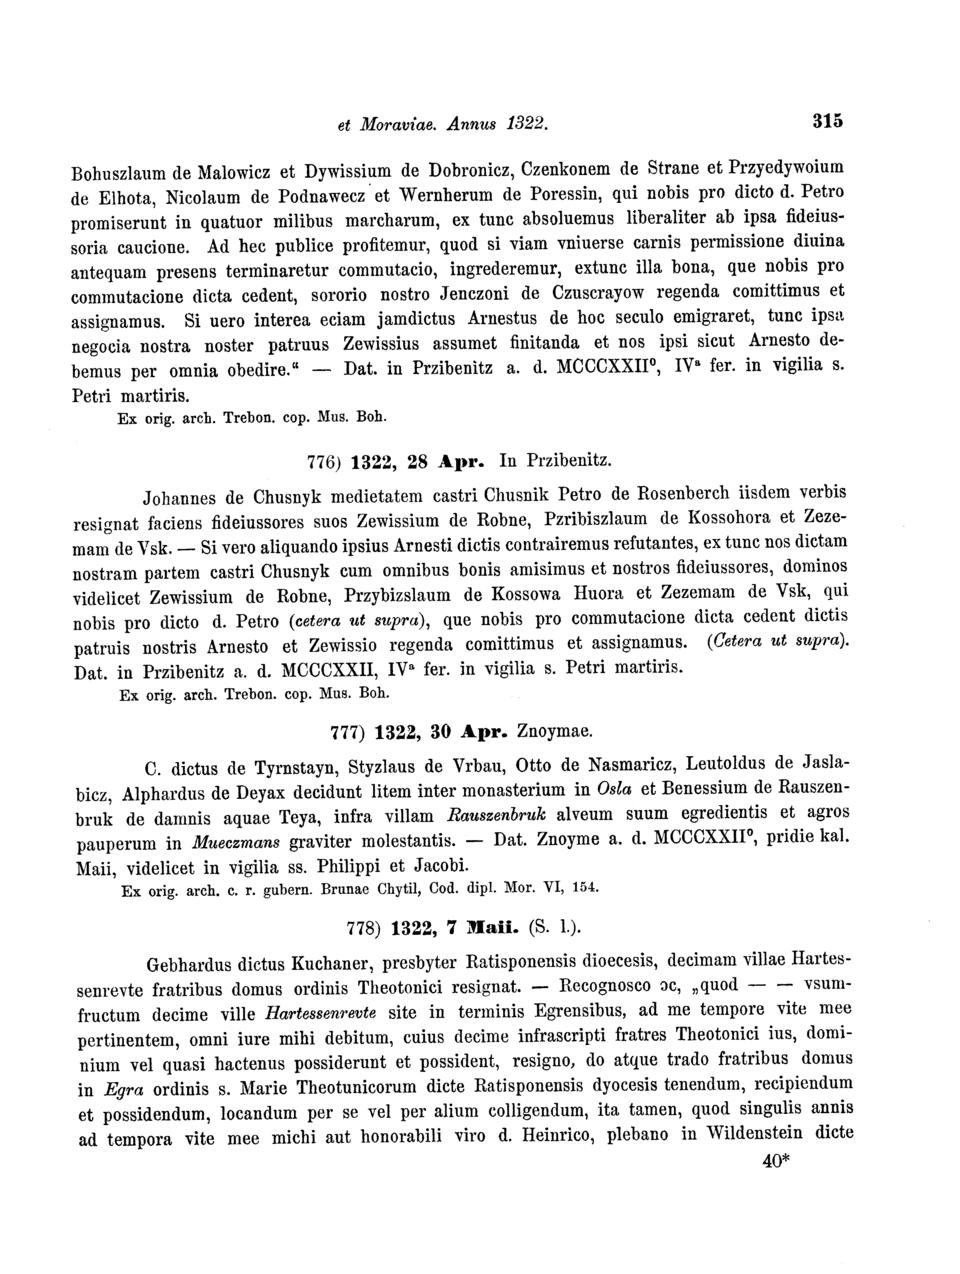 et Moraviae. Annus 1322. 315
Bohuszlaum de Malowicz et Dywissium de Dobronicz, Czenkonem de Strane et Przyedywoium
de Elhota, Nicolaum de Podnawecz et Wernherum de Poressin, qui nobis pro dicto d. Petro
promiserunt in quatuor milibus marcharum, ex tunc absoluemus liberaliter ab ipsa fideius-
soria caucione. Ad hec publice profitemur, quod si viam vniuerse carnis permissione diuina
antequam presens terminaretur commutacio, ingrederemur, extunc illa bona, que nobis pro
commutacione dicta cedent, sororio nostro Jenczoni de Czuscrayow regenda comittimus et
assignamus. Si uero interea eciam jamdictus Arnestus de hoc seculo emigraret, tunc ipsa
negocia nostra noster patruus Zewissius assumet finitanda et nos ipsi sicut Arnesto de-
bemus per omnia obedire.“ — Dat. in Przibenitz a. d. MCCCXXII⁰, IVª fer. in vigilia s.
Petri martiris.
Ex orig. arch. Trebon. cop. Mus. Boh.
776) 1322, 28 Apr. In Przibenitz.
Johannes de Chusnyk medietatem castri Chusnik Petro de Rosenberch iisdem verbis
resignat faciens fideiussores suos Zewissium de Robne, Pzribiszlaum de Kossohora et Zeze-
mam de Vsk. — Si vero aliquando ipsius Arnesti dictis contrairemus refutantes, ex tunc nos dictam
nostram partem castri Chusnyk cum omnibus bonis amisimus et nostros fideiussores, dominos
videlicet Zewissium de Robne, Przybizslaum de Kossowa Huora et Zezemam de Vsk, qui
nobis pro dicto d. Petro (cetera ut supra), que nobis pro commutacione dicta cedent dictis
patruis nostris Arnesto et Zewissio regenda comittimus et assignamus. (Cetera ut supra).
Dat. in Przibenitz a. d. MCCCXXII, IVª fer. in vigilia s. Petri martiris.
Ex orig. arch. Trebon. cop. Mus. Boh.
777) 1322, 30 Apr. Znoymae.
C. dictus de Tyrnstayn, Styzlaus de Vrbau, Otto de Nasmaricz, Leutoldus de Jasla-
bicz, Alphardus de Deyax decidunt litem inter monasterium in Osla et Benessium de Rauszen-
bruk de damnis aquae Teya, infra villam Rauszenbruk alveum suum egredientis et agros
pauperum in Mueczmans graviter molestantis. — Dat. Znoyme a. d. MCCCXXII⁰, pridie kal.
Maii, videlicet in vigilia ss. Philippi et Jacobi.
Ex orig. arch. c. r. gubern. Brunae Chytil, Cod. dipl. Mor. VI, 154.
778) 1322, 7 Maii. (S. l.).
Gebhardus dictus Kuchaner, presbyter Ratisponensis dioecesis, decimam villae Hartes-
senrevte fratribus domus ordinis Theotonici resignat. — Recognosco ɔc, „quod — — vsum-
fructum decime ville Hartessenrevte site in terminis Egrensibus, ad me tempore vite mee
pertinentem, omni iure mihi debitum, cuius decime infrascripti fratres Theotonici ius, domi-
nium vel quasi hactenus possiderunt et possident, resigno, do atque trado fratribus domus
in Egra ordinis s. Marie Theotunicorum dicte Ratisponensis dyocesis tenendum, recipiendum
et possidendum, locandum per se vel per alium colligendum, ita tamen, quod singulis annis
ad tempora vite mee michi aut honorabili viro d. Heinrico, plebano in Wildenstein dicte
40*